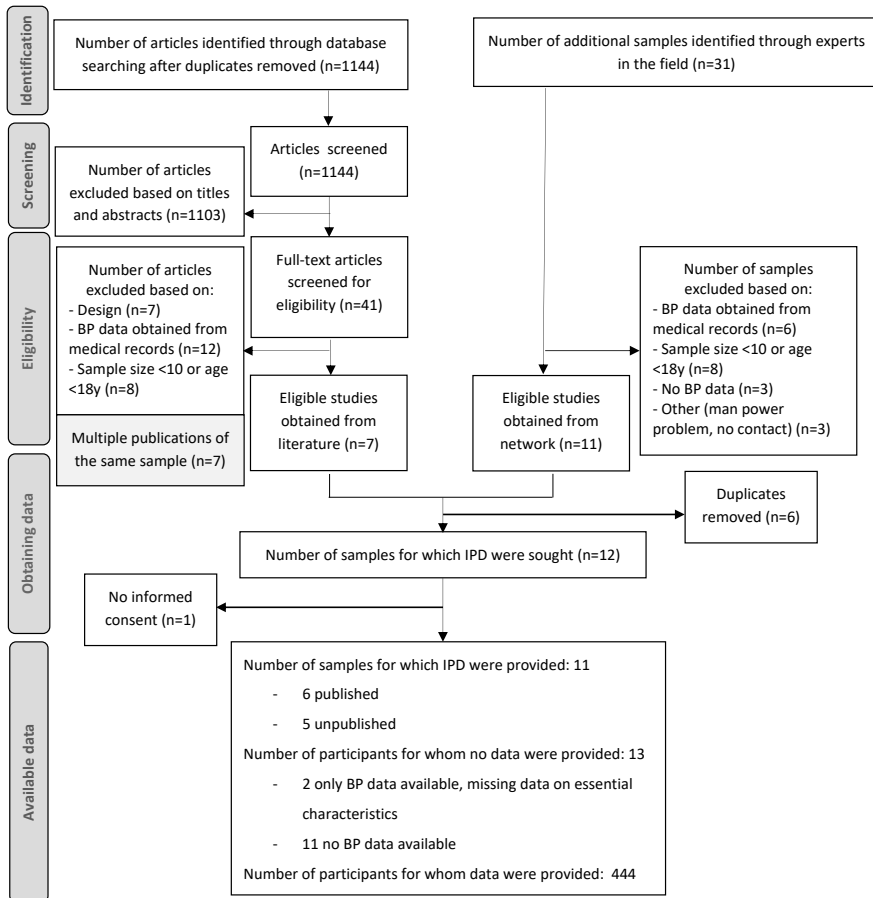 Identification
Number of articles identified through database
searching after duplicates removed (n=1144)
Number of additional samples identified through experts
in the field (n=31)
Screening
Articles  screened
(n=1144)
Number of articles
excluded based on titles
and abstracts (n=1103)
Eligibility
Full-text articles
screened for
eligibility (n=41)
Number of articles
excluded based on:
- Design (n=7)
- BP data obtained from
medical records (n=12)
- Sample size <10 or age
<18y (n=8)
Multiple publications of
the same sample (n=7)
Number of samples
excluded based on:
- BP data obtained from
medical records (n=6)
- Sample size <10 or age
<18y (n=8)
- No BP data (n=3)
- Other (man power
problem, no contact) (n=3)
Eligible studies
obtained from
literature (n=7)
Eligible studies
obtained from
network (n=11)
Obtaining data
Duplicates
removed (n=6)
Number of samples for which IPD were sought (n=12)
No informed
consent (n=1)
Available data
Number of samples for which IPD were provided: 11
- 6 published
- 5 unpublished
Number of participants for whom no data were provided: 13
- 2 only BP data available, missing data on essential
characteristics
- 11 no BP data available
Number of participants for whom data were provided:  444